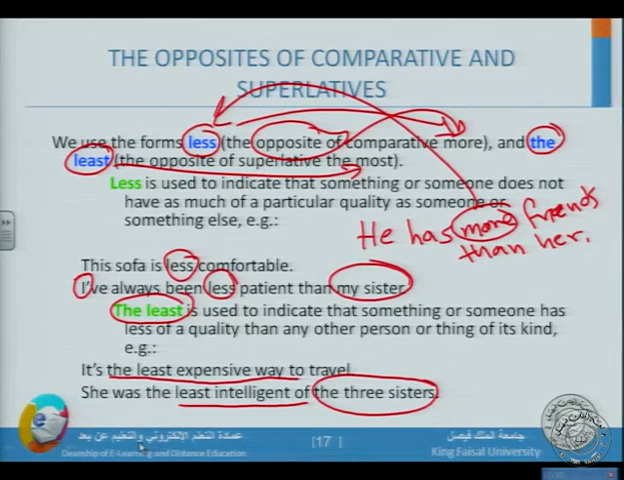 THE OPPOSITES OF COMPARATIVE AND
SUPERLATIVES
We use the forms less (the opposite of comparative more), and the
least (the opposite of superlative the most).
Less is used to indicate that something or someone does not
have as much of a particular quality as someone or
something else, e.g.:
He has more friends
than her.
This sofa is less comfortable.
I've always been less patient than my sister
The least is used to indicate that something or someone has
less of a quality than any other person or thing of its kind,
e.g.:
It's the least expensive way to travel.
She was the least intelligent of the three sisters.
عمادة التعلم الإلكتروني والتعليم عن بعد
Deanship of E-Learning and Distance Education
[17]
جامعة الملك فيصل
King Faisal University